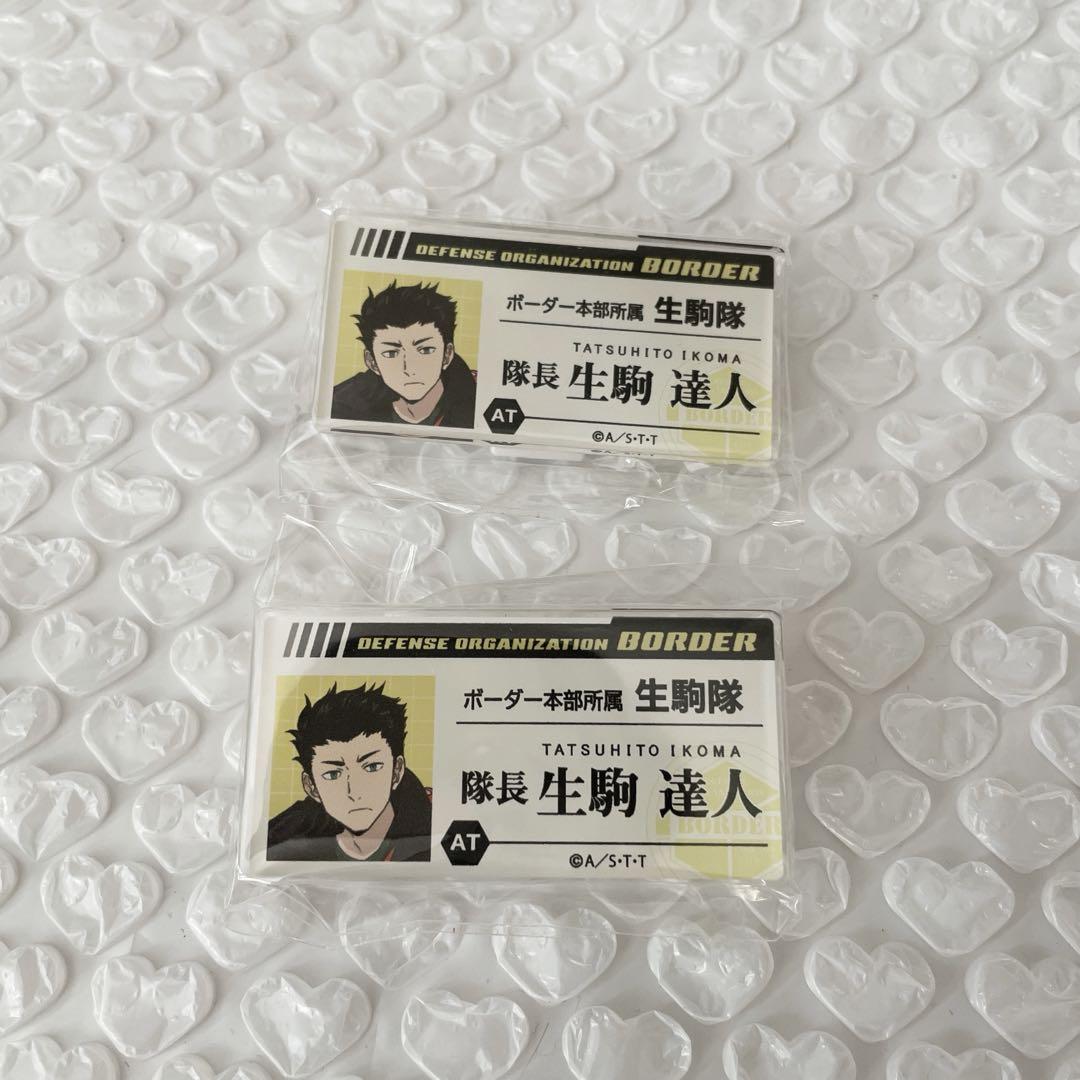 DEFENSE ORGANIZATION BORDER
ボーダー本部所属 生駒隊
TATSUHITO IKOMA
隊長 生駒 達人
BORDER
AT
©A/S・T・T
DEFENSE ORGANIZATION BORDER
ボーダー本部所属 生駒隊
TATSUHITO IKOMA
隊長 生駒 達人
BORDER
AT
©A/S・T・T